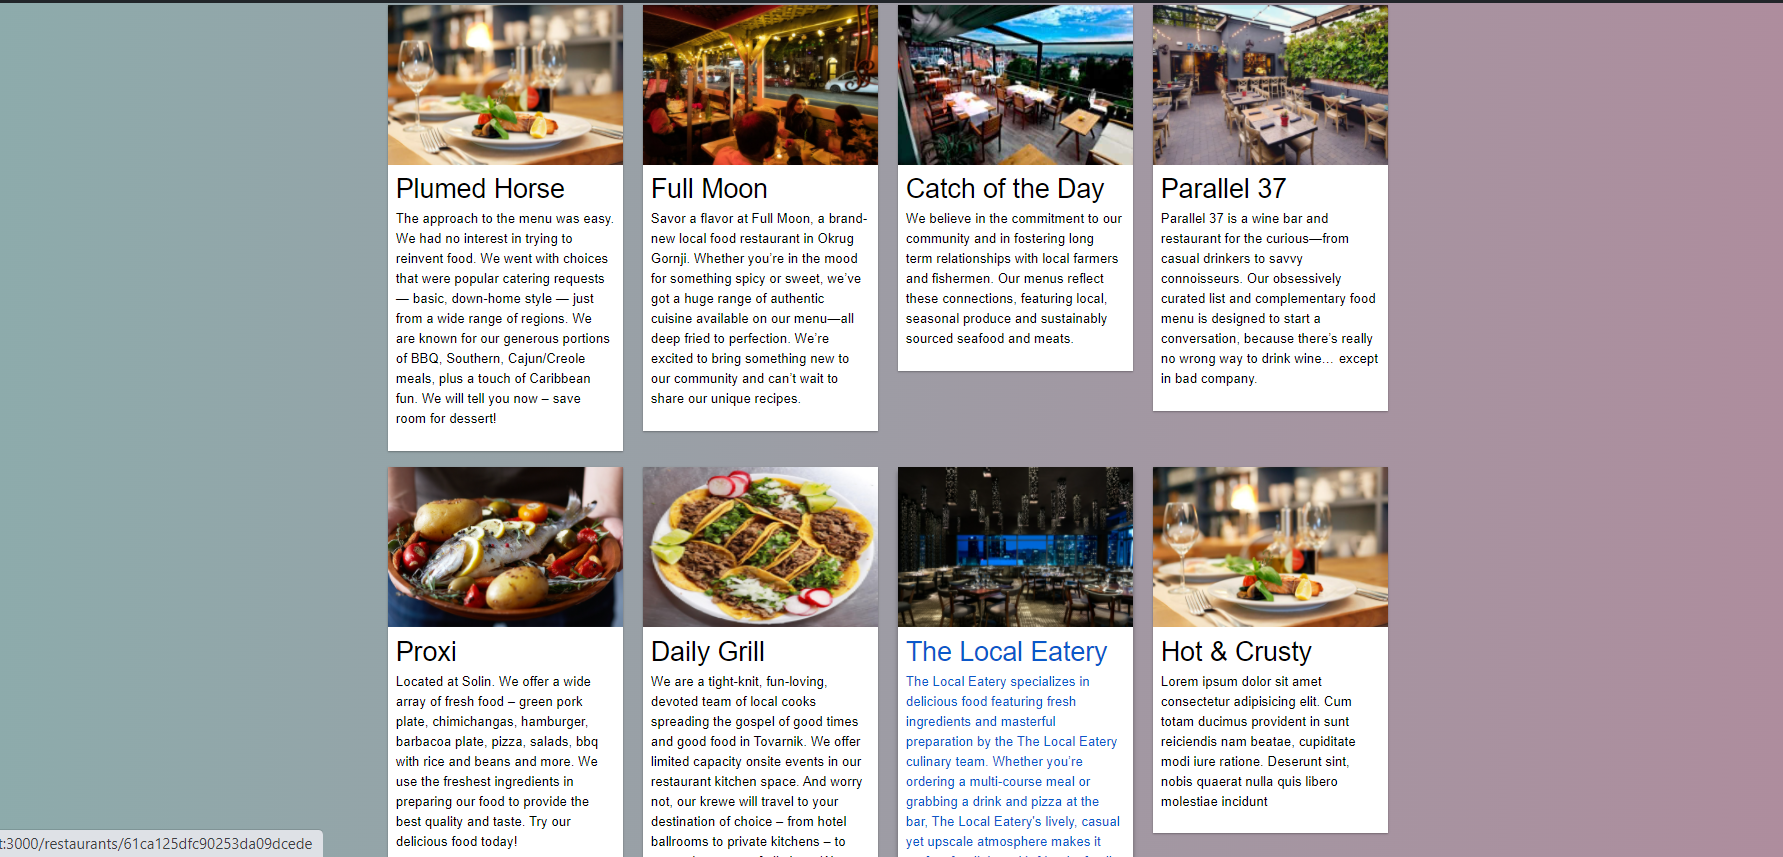 Plumed Horse
The approach to the menu was easy.
We had no interest in trying to
reinvent food. We went with choices
that were popular catering requests
— basic, down-home style — just
from a wide range of regions. We
are known for our generous portions
of BBQ, Southern, Cajun/Creole
meals, plus a touch of Caribbean
fun. We will tell you now – save
room for dessert!
Full Moon
Savor a flavor at Full Moon, a brand-
new local food restaurant in Okrug
Gornji. Whether you’re in the mood
for something spicy or sweet, we’ve
got a huge range of authentic
cuisine available on our menu—all
deep fried to perfection. We’re
excited to bring something new to
our community and can’t wait to
share our unique recipes.
Catch of the Day
We believe in the commitment to our
community and in fostering long
term relationships with local farmers
and fishermen. Our menus reflect
these connections, featuring local,
seasonal produce and sustainably
sourced seafood and meats.
Parallel 37
Parallel 37 is a wine bar and
restaurant for the curious—from
casual drinkers to savvy
connoisseurs. Our obsessively
curated list and complementary food
menu is designed to start a
conversation, because there’s really
no wrong way to drink wine… except
in bad company.
Proxi
Located at Solin. We offer a wide
array of fresh food – green pork
plate, chimichangas, hamburger,
barbacoa plate, pizza, salads, bbq
with rice and beans and more. We
use the freshest ingredients in
preparing our food to provide the
best quality and taste. Try our
delicious food today!
Daily Grill
We are a tight-knit, fun-loving,
devoted team of local cooks
spreading the gospel of good times
and good food in Tovarnik. We offer
limited capacity onsite events in our
restaurant kitchen space. And worry
not, our krewe will travel to your
destination of choice – from hotel
ballrooms to private kitchens – to
The Local Eatery
The Local Eatery specializes in
delicious food featuring fresh
ingredients and masterful
preparation by the The Local Eatery
culinary team. Whether you’re
ordering a multi-course meal or
grabbing a drink and pizza at the
bar, The Local Eatery’s lively, casual
yet upscale atmosphere makes it
Hot & Crusty
Lorem ipsum dolor sit amet
consectetur adipisicing elit. Cum
totam ducimus provident in sunt
reiciendis nam beatae, cupiditate
modi iure ratione. Deserunt sint,
nobis quaerat nulla quis libero
molestiae incidunt
t:3000/restaurants/61ca125dfc90253da09dcede